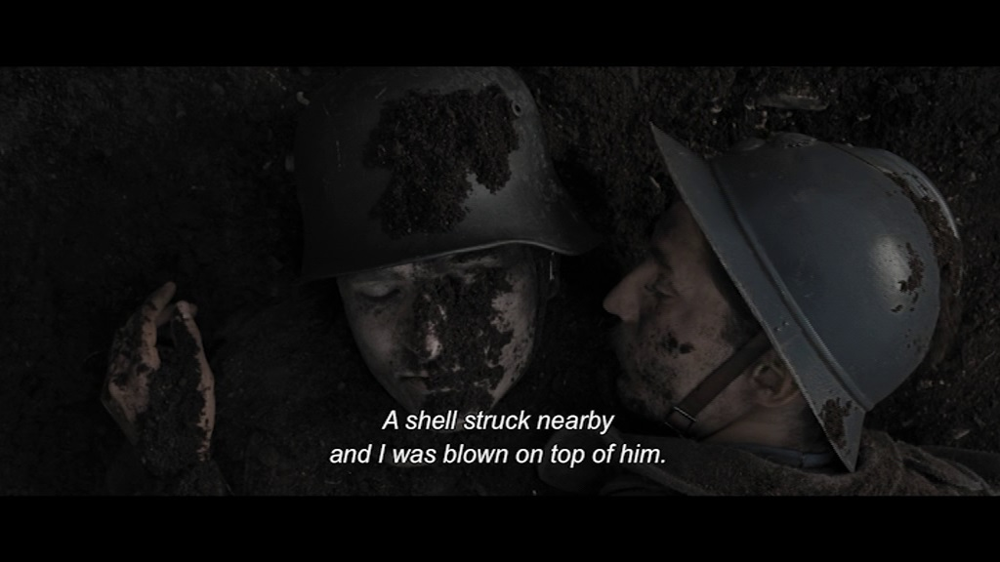 A shell struck nearby
and I was blown on top of him.